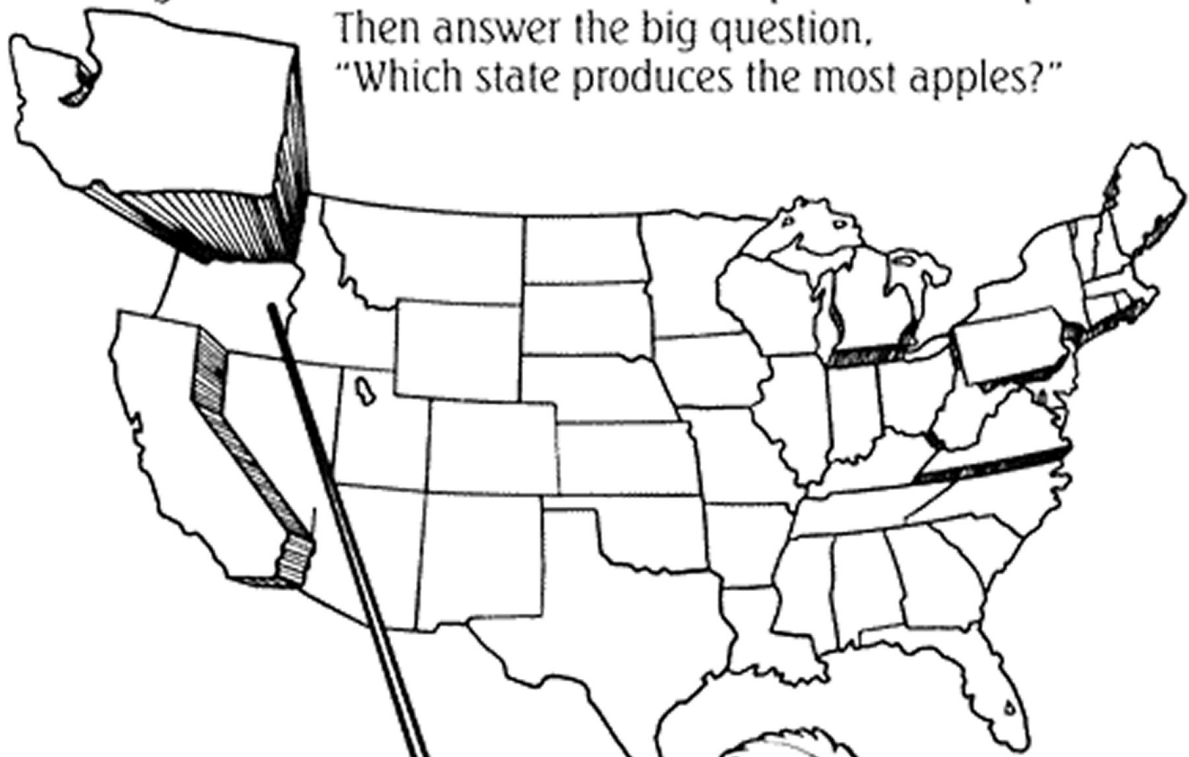 Then answer the big question,
“Which state produces the most apples?”